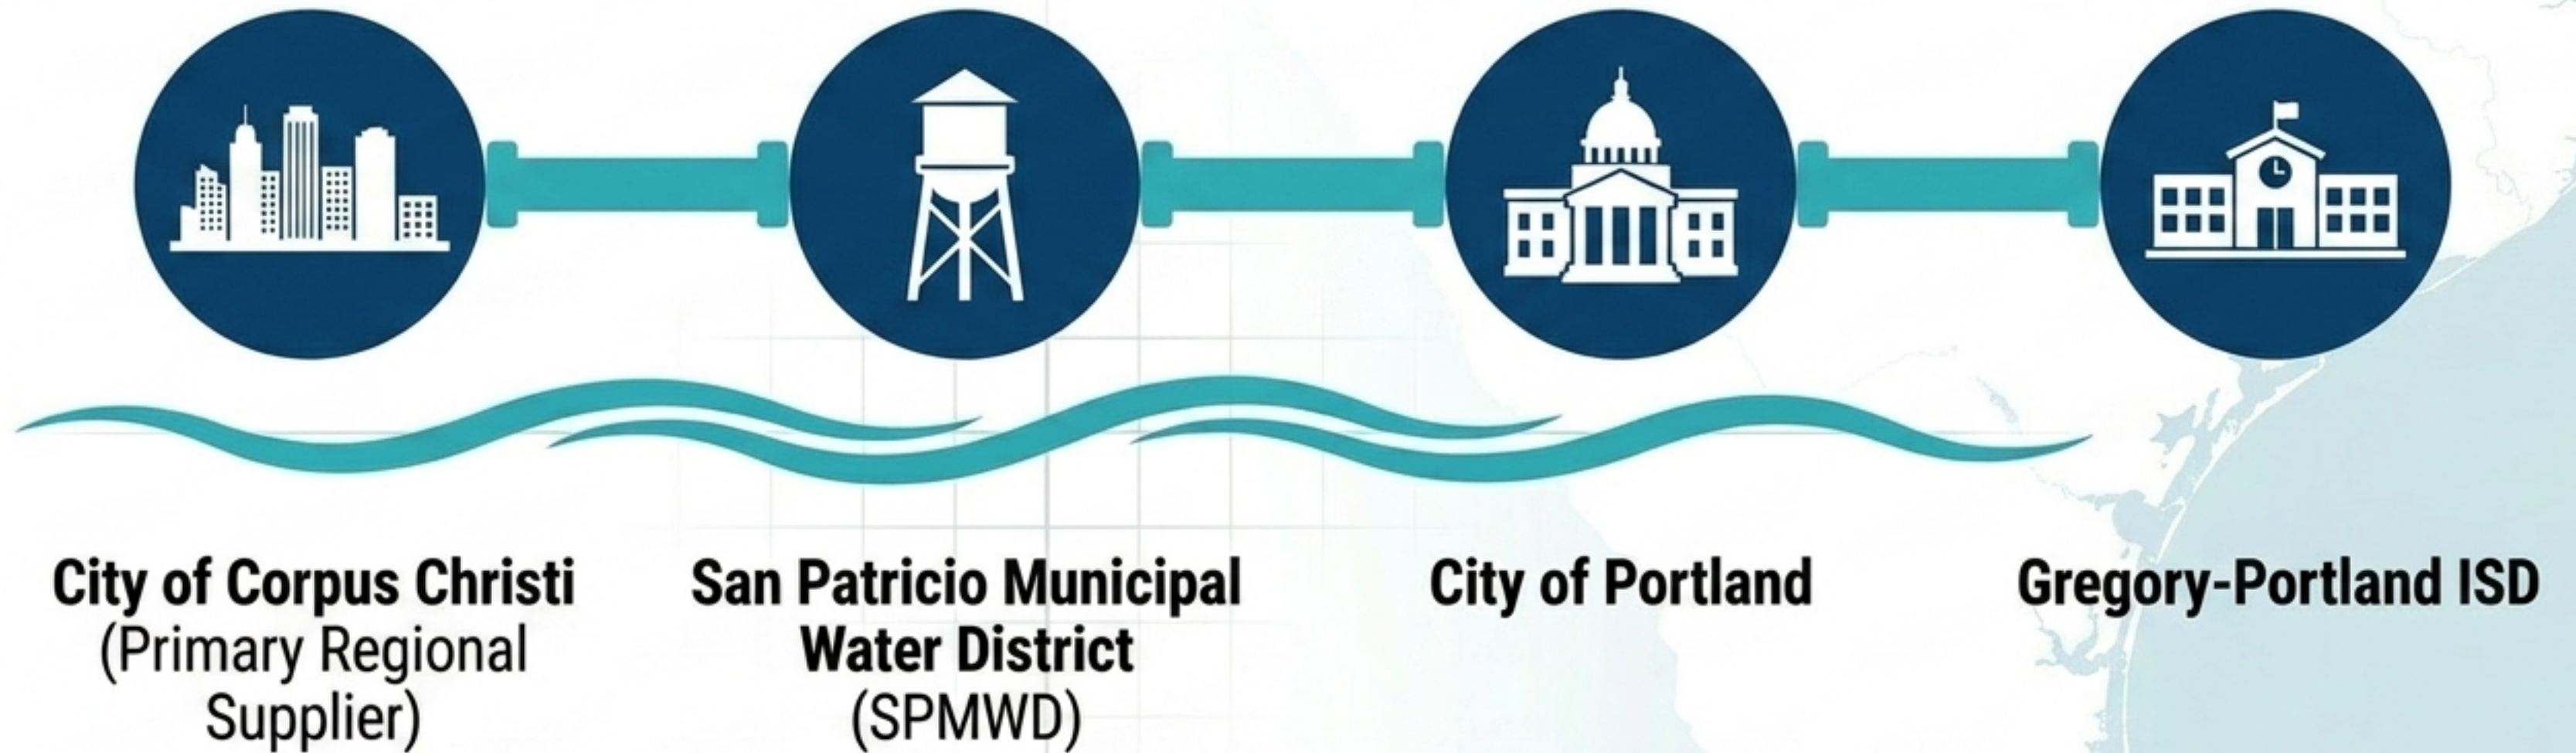 City of Corpus Christi
(Primary Regional
Supplier)
San Patricio Municipal
Water District
(SPMWD)
City of Portland
Gregory-Portland ISD